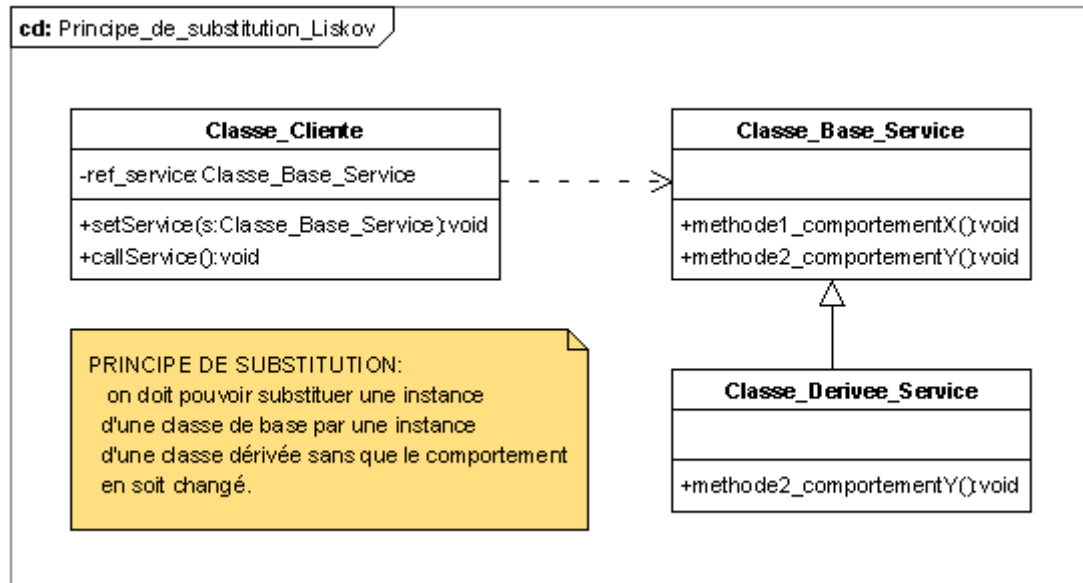 cd: Principe_de_substitution_Liskov
Classe_Cliente
-ref_service:Classe_Base_Service
+setService(s:Classe_Base_Service):void
+callService():void
Classe_Base_Service
+methode1_comportementX():void
+methode2_comportementY():void
PRINCIPE DE SUBSTITUTION:
on doit pouvoir substituer une instance
d'une classe de base par une instance
d'une classe dérivée sans que le comportement
en soit changé.
Classe_Derivee_Service
+methode2_comportementY():void